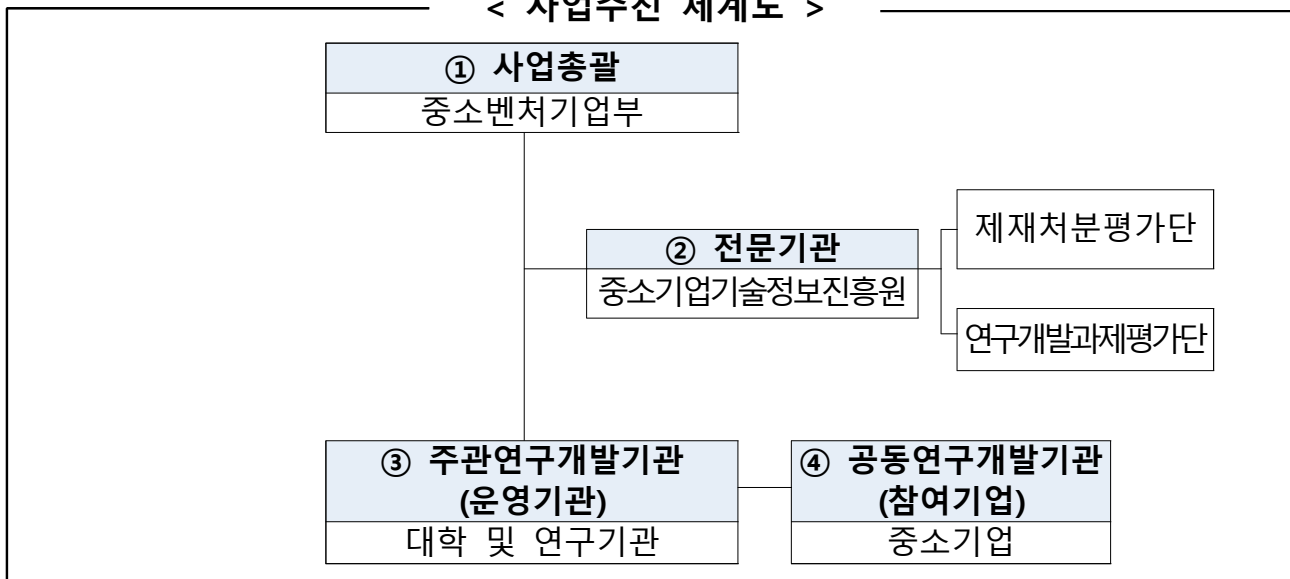 < 사업추진 체계도 >
① 사업총괄
중소벤처기업부
제재처분평가단
② 전문기관
중소기업기술정보진흥원
연구개발과제평가단
③ 주관연구개발기관
(운영기관)
대학 및 연구기관
④ 공동연구개발기관
(참여기업)
중소기업